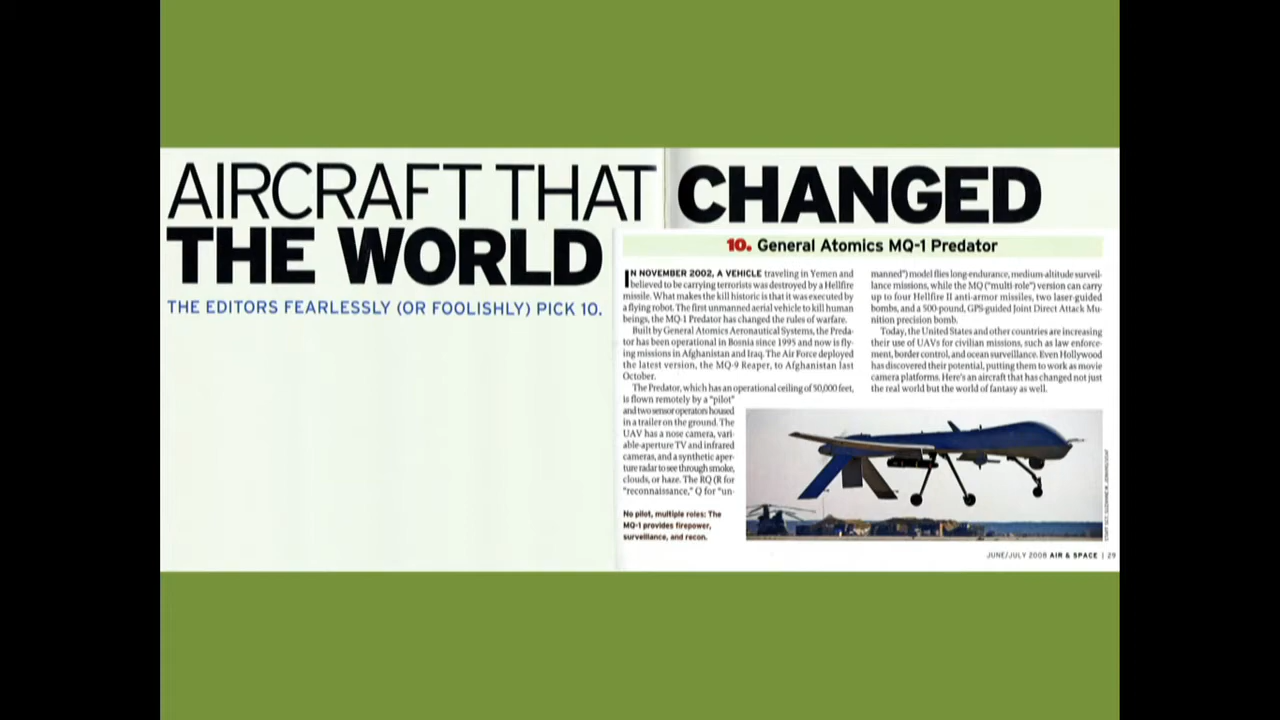 AIRCRAFT THAT CHANGED
THE WORLD
THE EDITORS FEARLESSLY (OR FOOLISHLY) PICK 10.
10. General Atomics MQ-1 Predator
IN NOVEMBER 2002, A VEHICLE traveling in Yemen and
believed to be carrying terrorists was destroyed by a Hellfire
missile. What makes the kill historic is that it was executed by
a flying robot. The first unmanned aerial vehicle to kill human
beings, the MQ-1 Predator has changed the rules of warfare.
Built by General Atomics Aeronautical Systems, the Preda-
tor has been operational in Bosnia since 1995 and now is fly-
ing missions in Afghanistan and Iraq. The Air Force deployed
the latest version, the MQ-9 Reaper, to Afghanistan last
October.
The Predator, which has an operational ceiling of 50,000 feet,
is flown remotely by a "pilot"
and two sensor operators housed
in a trailer on the ground. The
UAV has a nose camera, vari-
able-aperture TV and infrared
cameras, and a synthetic aper-
ture radar to see through smoke,
clouds, or haze. The RQ (R for
"reconnaissance," Q for "un-
manned") model flies long-endurance, medium-altitude surveil-
lance missions, while the MQ ("multi role") version can carry
up to four Hellfire II anti-armor missiles, two laser-guided
bombs, and a 500-pound, GPS-guided Joint Direct Attack Mu-
nition precision bomb.
Today, the United States and other countries are increasing
their use of UAVs for civilian missions, such as law enforce-
ment, border control, and ocean surveillance. Even Hollywood
has discovered their potential, putting them to work as movie
camera platforms. Here's an aircraft that has changed not just
the real world but the world of fantasy as well.
No pilot, multiple roles: The
MQ-1 provides firepower,
surveillance, and recon.
JUNE/JULY 2008 AIR & SPACE | 29